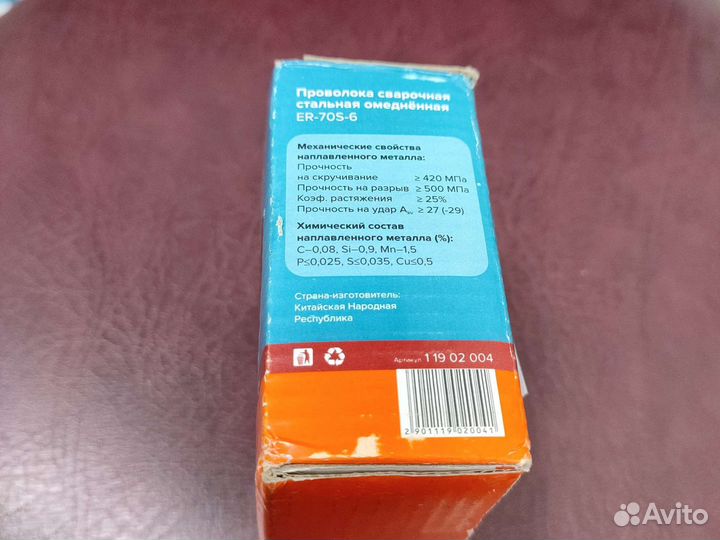 Проволока сварочная
стальная омеднённая
ER-70S-6
Механические свойства
наплавленного металла:
Прочность
на скручивание ≥ 420 МПа
Прочность на разрыв ≥ 500 МПа
Коэф. растяжения ≥ 25%
Прочность на удар Aᵥ ≥ 27 (-29)
Химический состав
наплавленного металла (%):
C–0,08, Si–0,9, Mn–1,5
P≤0,025, S≤0,035, Cu≤0,5
Страна-изготовитель:
Китайская Народная
Республика
Артикул 1 19 02 004
2 901119 020041
Avito